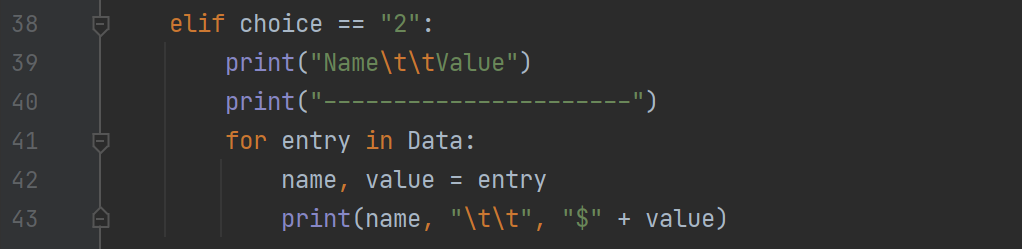 38 elif choice == "2":
39 print("Name\t\tValue")
40 print("----------------------")
41 for entry in Data:
42 name, value = entry
43 print(name, "\t\t", "$" + value)